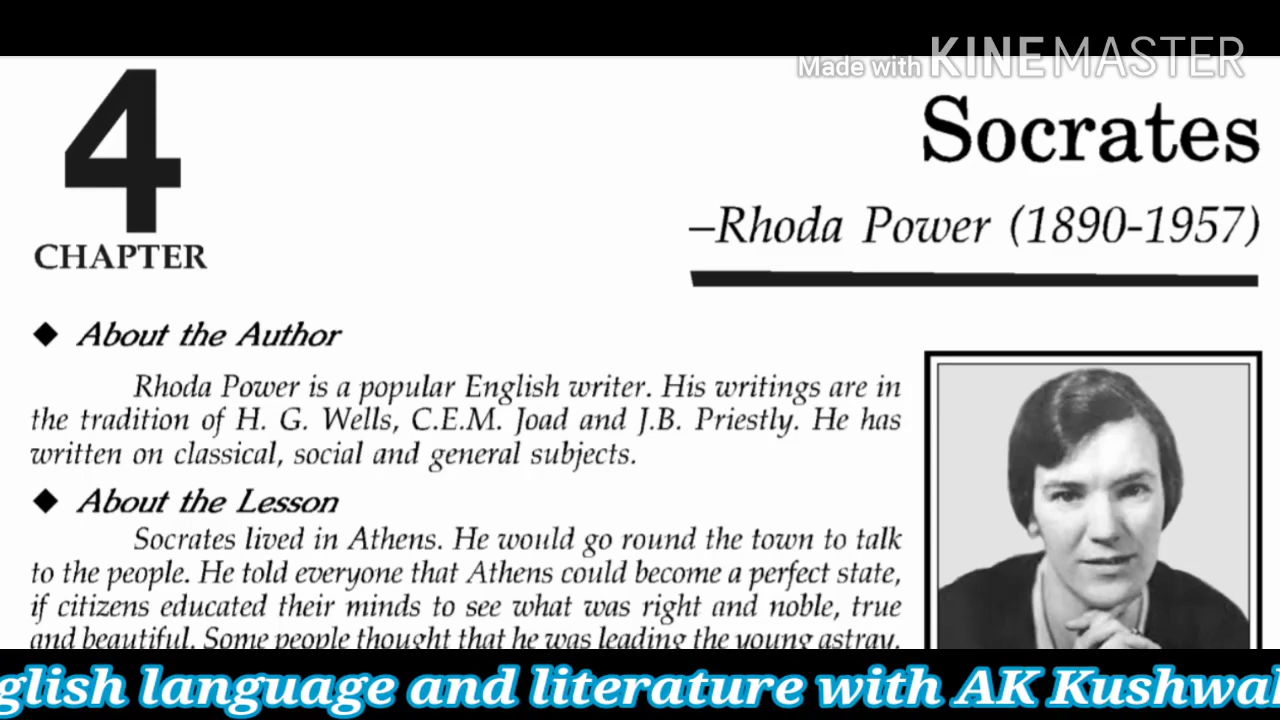 Made with KINEMASTER
4
CHAPTER
Socrates
–Rhoda Power (1890-1957)
◆ About the Author
Rhoda Power is a popular English writer. His writings are in
the tradition of H. G. Wells, C.E.M. Joad and J.B. Priestly. He has
written on classical, social and general subjects.
◆ About the Lesson
Socrates lived in Athens. He would go round the town to talk
to the people. He told everyone that Athens could become a perfect state,
if citizens educated their minds to see what was right and noble, true
and beautiful. Some people thought that he was leading the young astray.
glish language and literature with AK Kushwah